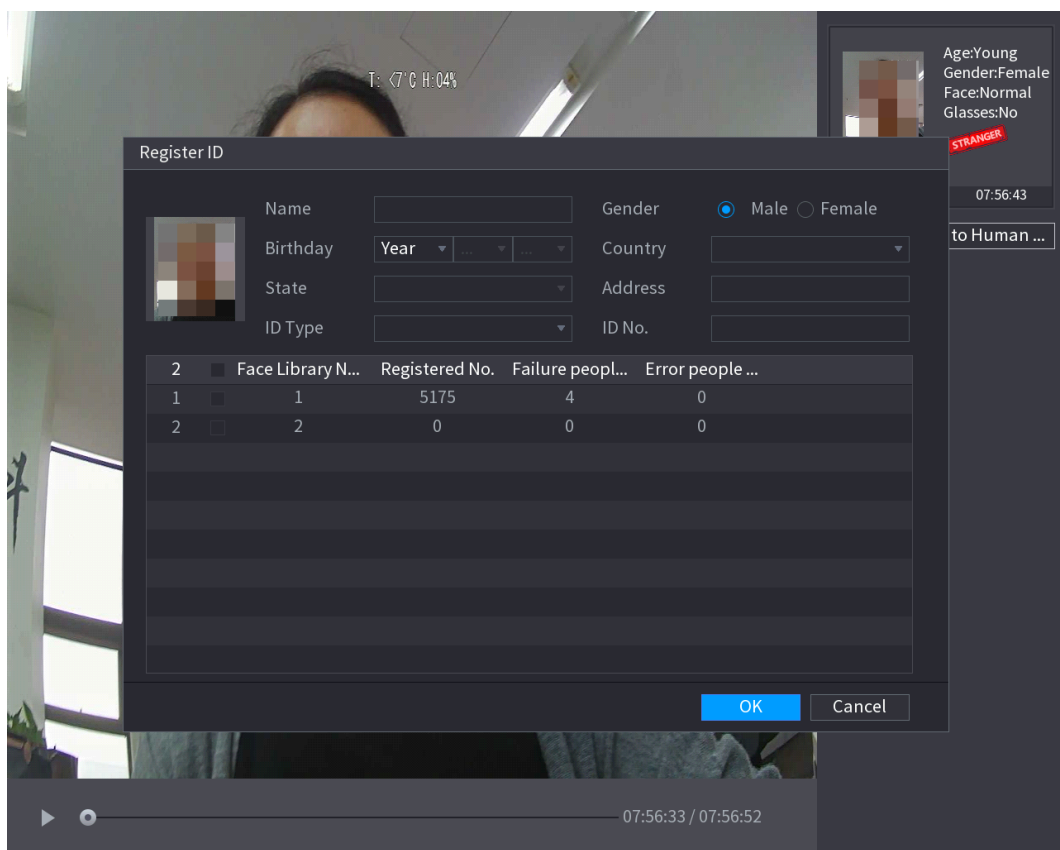 T: <7°C H:04%
Age:Young
Gender:Female
Face:Normal
Glasses:No
STRANGER
07:56:43
to Human ...
Register ID
Name
Gender
Male
Female
Birthday
Year
...
...
Country
State
Address
ID Type
ID No.
2 Face Library N... Registered No. Failure peopl... Error people ...
1 1 5175 4 0
2 2 0 0 0
OK
Cancel
07:56:33 / 07:56:52